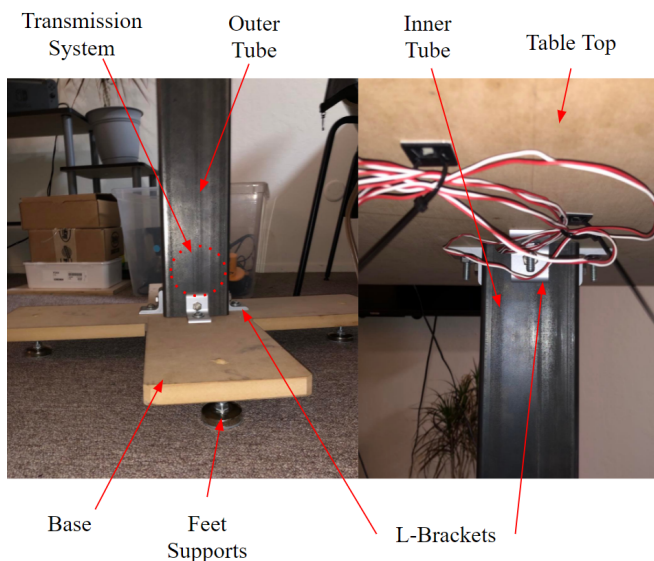 Transmission
System
Outer
Tube
Inner
Tube
Table Top
Base
Feet
Supports
L-Brackets